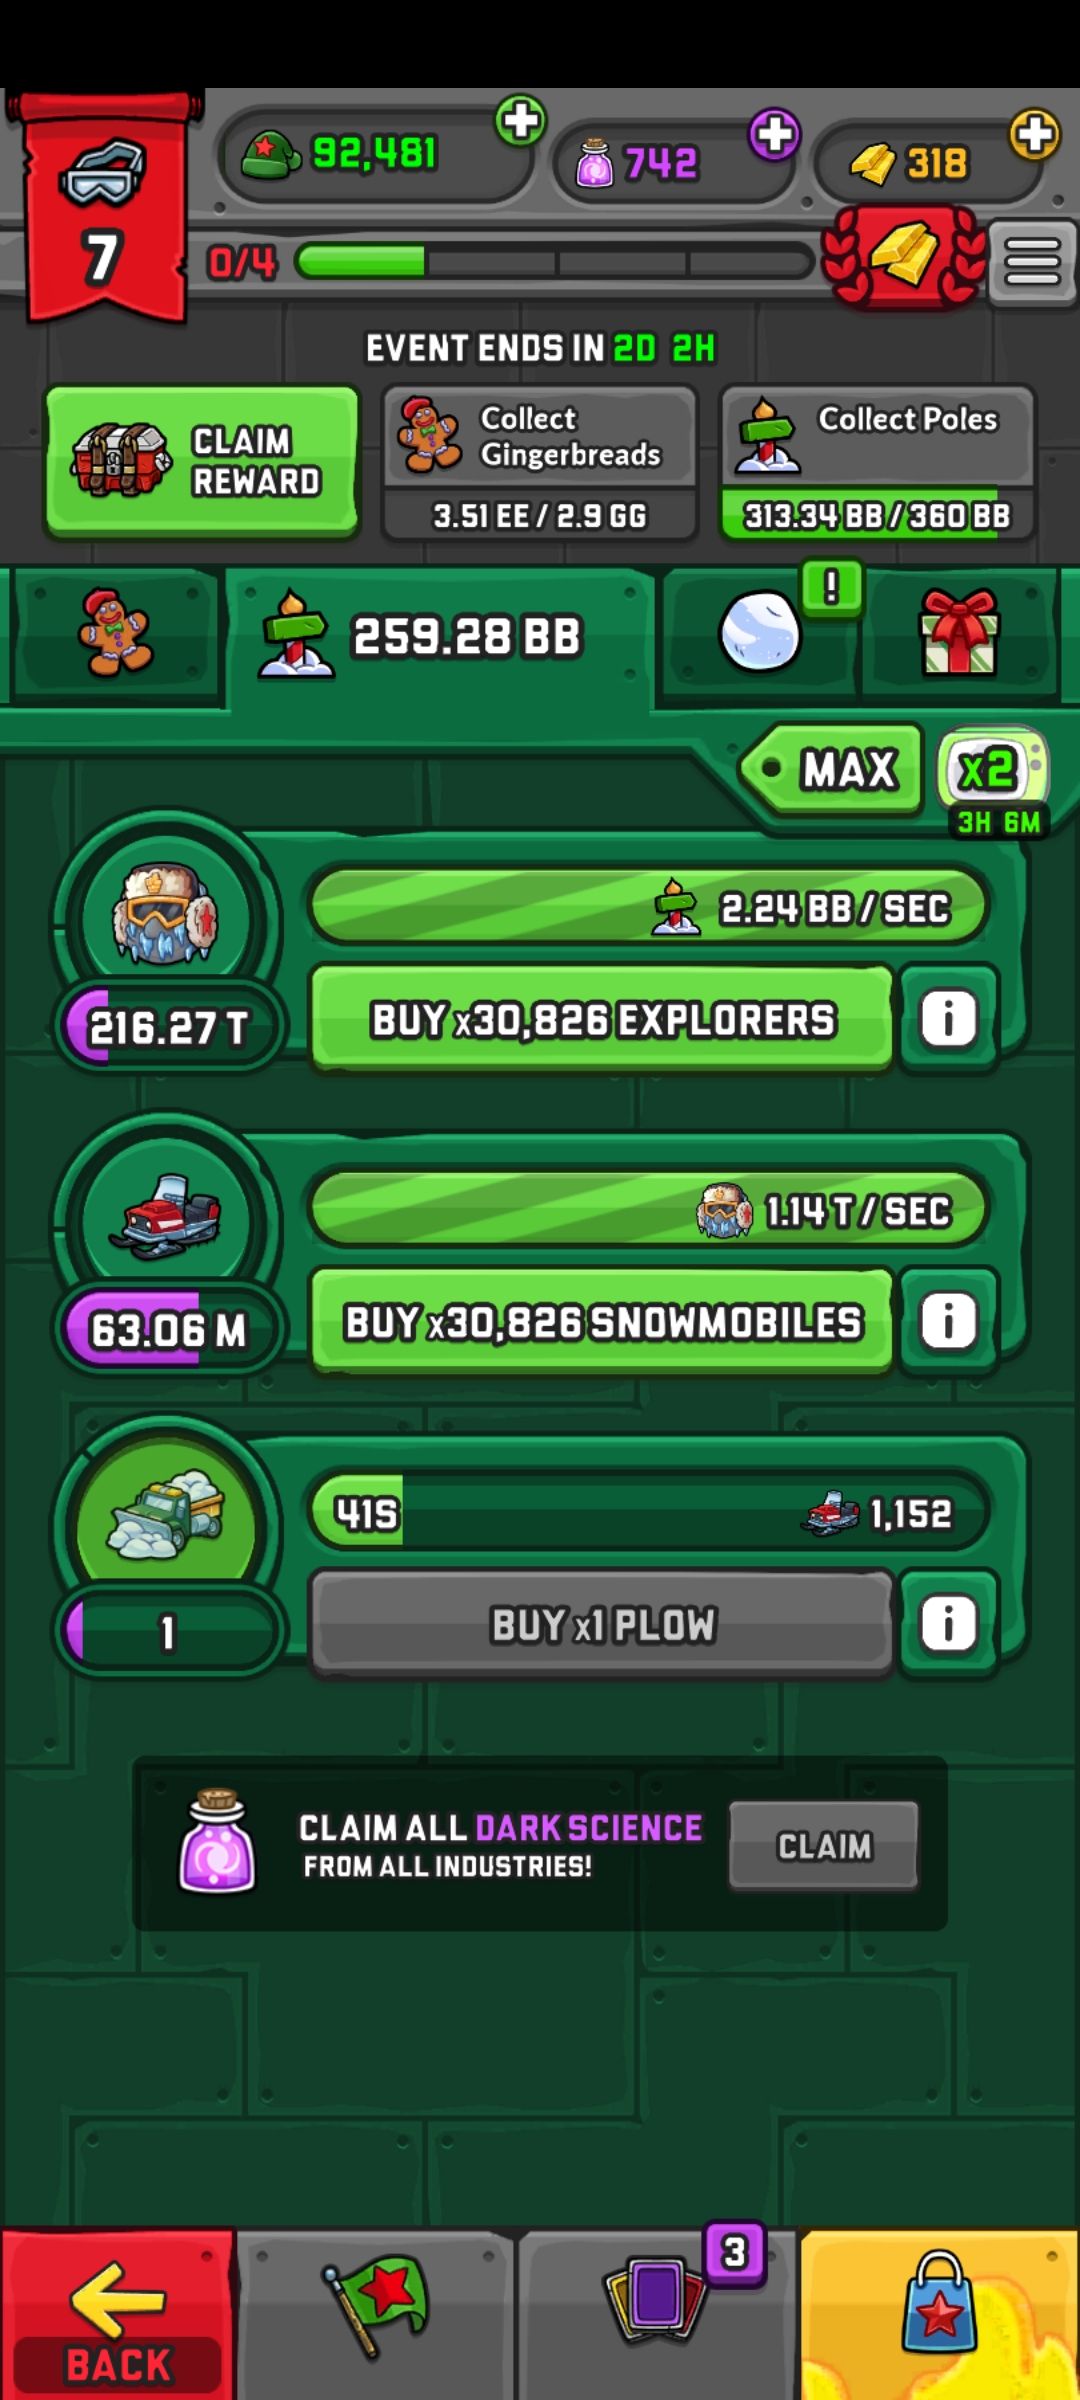 92,481
742
318
7
0/4
EVENT ENDS IN 2D 2H
CLAIM
REWARD
Collect
Gingerbreads
3.51 EE / 2.9 GG
Collect Poles
313.34 BB / 360 BB
259.28 BB
!
MAX
x2
3H 6M
2.24 BB / SEC
216.27 T
BUY x30,826 EXPLORERS
i
1.14 T / SEC
63.06 M
BUY x30,826 SNOWMOBILES
i
41S
1,152
1
BUY x1 PLOW
i
CLAIM ALL DARK SCIENCE
FROM ALL INDUSTRIES!
CLAIM
3
BACK